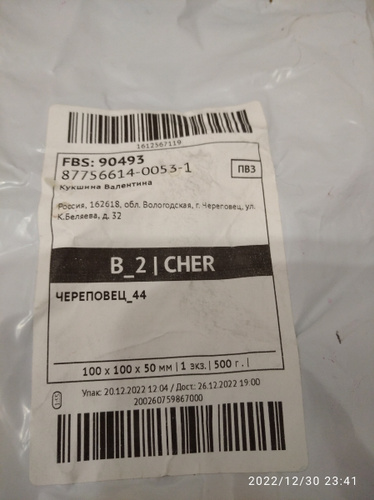 1612567119
FBS: 90493
87756614-0053-1
ПВЗ
Кукшина Валентина
Россия, 162618, обл. Вологодская, г. Череповец, ул.
К.Беляева, д. 32
B_2 | CHER
ЧЕРЕПОВЕЦ_44
100 x 100 x 50 мм | 1 экз. | 500 г. |
Упак: 20.12.2022 12:04 / Дост: 26.12.2022 19:00
200260759867000
2022/12/30 23:41